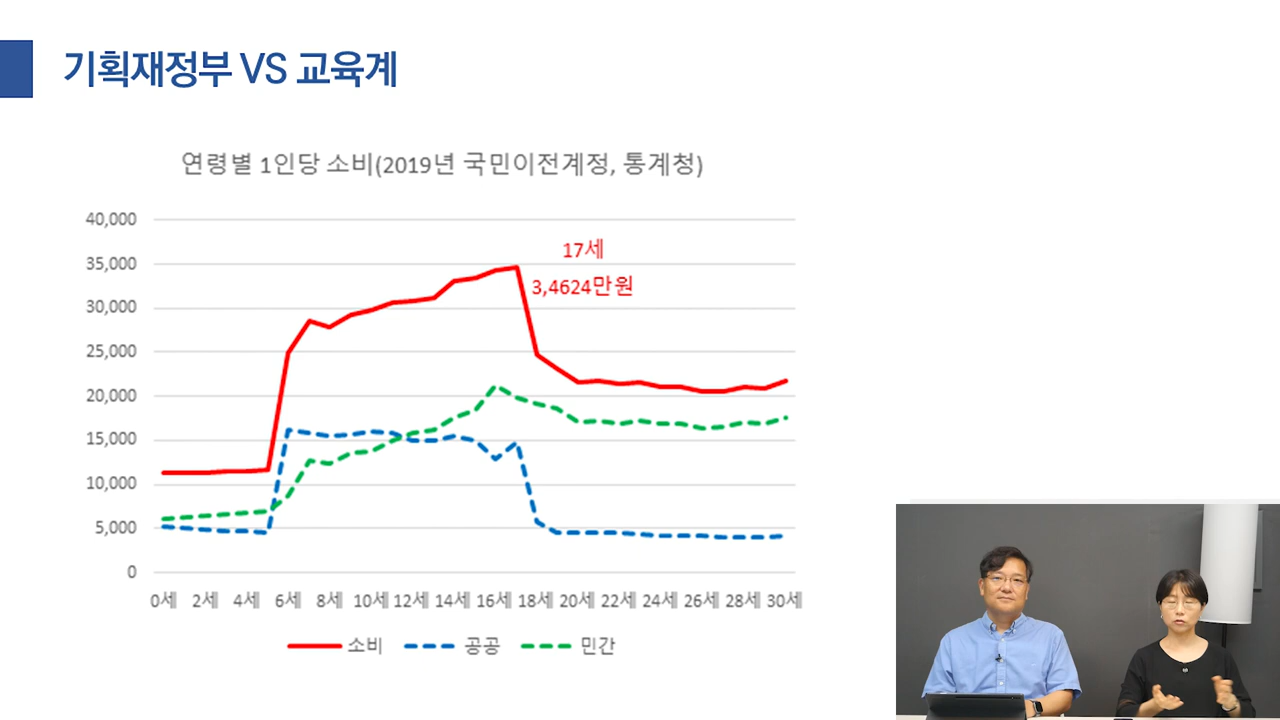 기획재정부 VS 교육계
연령별 1인당 소비(2019년 국민이전계정, 통계청)
40,000
35,000
30,000
25,000
20,000
15,000
10,000
5,000
0
17세
3,4624만원
0세 2세 4세 6세 8세 10세 12세 14세 16세 18세 20세 22세 24세 26세 28세 30세
소비 공공 민간